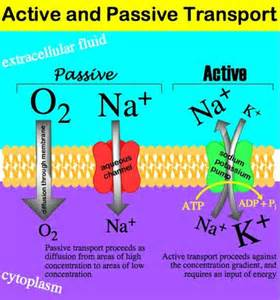 Active and Passive Transport
extracellular fluid
Passive
Active
O2
Na+
Na+
K+
diffusion through membrane
aqueous
channel
sodium
potassium
pump
ATP
ADP + Pi
O2
Na+
Na+
K+
Passive transport proceeds as
diffusion from areas of high
concentration to areas of low
concentration.
Active transport proceeds against
the concentration gradient, and
requires an input of energy
cytoplasm